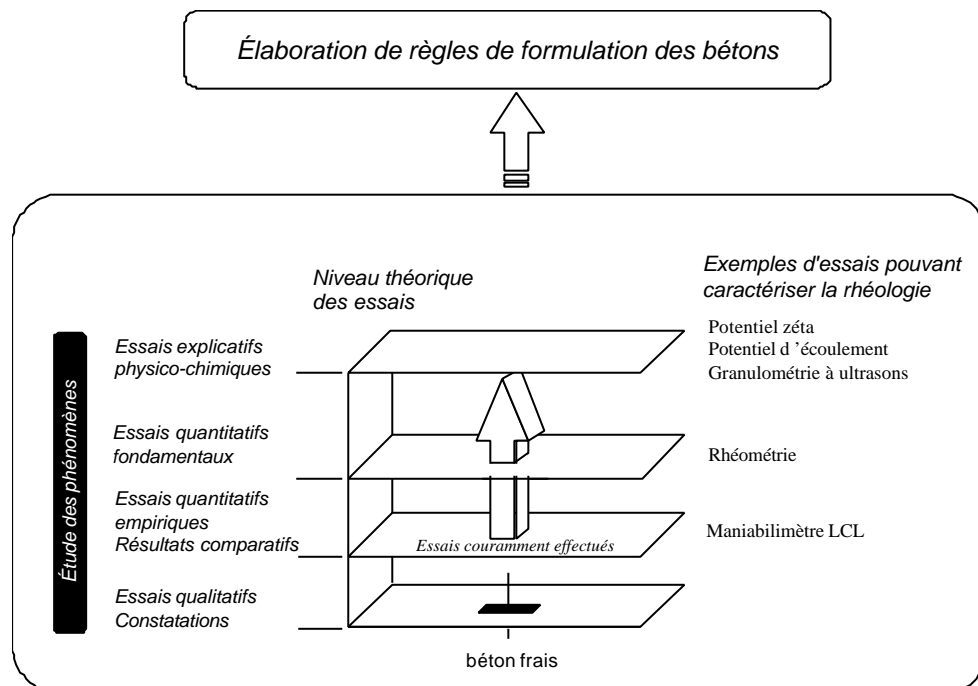 Élaboration de règles de formulation des bétons
Niveau théorique
des essais
Exemples d'essais pouvant
caractériser la rhéologie
Étude des phénomènes
Essais explicatifs
physico-chimiques
Potentiel zéta
Potentiel d ’écoulement
Granulométrie à ultrasons
Essais quantitatifs
fondamentaux
Rhéométrie
Essais quantitatifs
empiriques
Résultats comparatifs
Essais couramment effectués
Maniabilimètre LCL
Essais qualitatifs
Constatations
béton frais